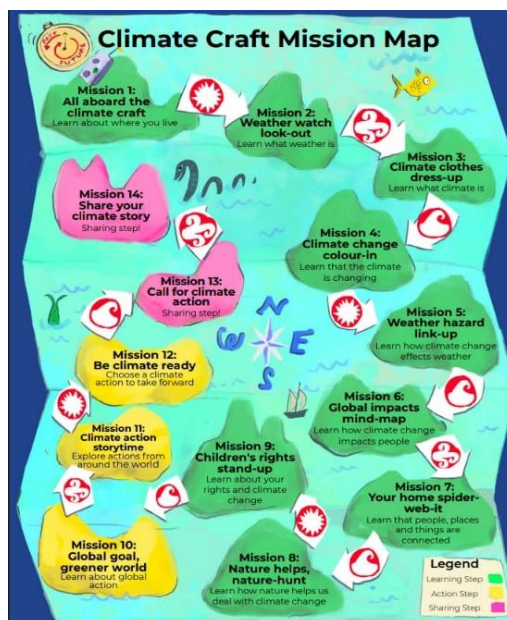 PAST
FUTURE
Climate Craft Mission Map
Mission 1:
All aboard the
climate craft
Learn about where you live
Mission 2:
Weather watch
look-out
Learn what weather is
Mission 3:
Climate clothes
dress-up
Learn what climate is
Mission 4:
Climate change
colour-in
Learn that the climate
is changing
Mission 5:
Weather hazard
link-up
Learn how climate change
effects weather
Mission 6:
Global impacts
mind-map
Learn how climate change
impacts people
Mission 7:
Your home spider-
web-it
Learn that people, places
and things are
connected
Mission 8:
Nature helps,
nature-hunt
Learn how nature helps us
deal with climate change
Mission 9:
Children's rights
stand-up
Learn about your
rights and climate
change
Mission 10:
Global goal,
greener world
Learn about global
action
Mission 11:
Climate action
storytime
Explore actions from
around the world
Mission 12:
Be climate ready
Choose a climate
action to take forward
Mission 13:
Call for climate
action
Sharing step!
Mission 14:
Share your
climate story
Sharing step!
N
W E
S
Legend
Learning Step
Action Step
Sharing Step